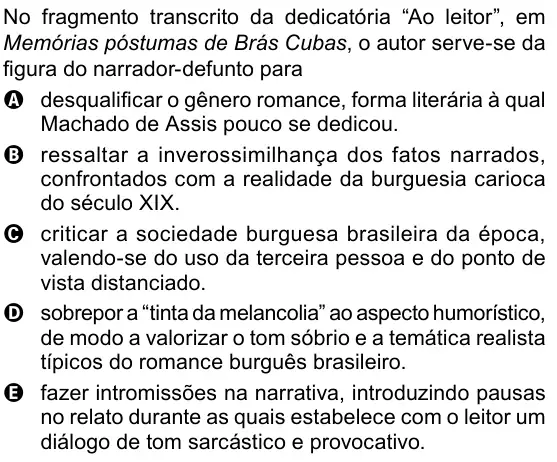 No fragmento transcrito da dedicatória “Ao leitor”, em
Memórias póstumas de Brás Cubas, o autor serve-se da
figura do narrador-defunto para
A desqualificar o gênero romance, forma literária à qual
Machado de Assis pouco se dedicou.
B ressaltar a inverossimilhança dos fatos narrados,
confrontados com a realidade da burguesia carioca
do século XIX.
C criticar a sociedade burguesa brasileira da época,
valendo-se do uso da terceira pessoa e do ponto de
vista distanciado.
D sobrepor a “tinta da melancolia” ao aspecto humorístico,
de modo a valorizar o tom sóbrio e a temática realista
típicos do romance burguês brasileiro.
E fazer intromissões na narrativa, introduzindo pausas
no relato durante as quais estabelece com o leitor um
diálogo de tom sarcástico e provocativo.